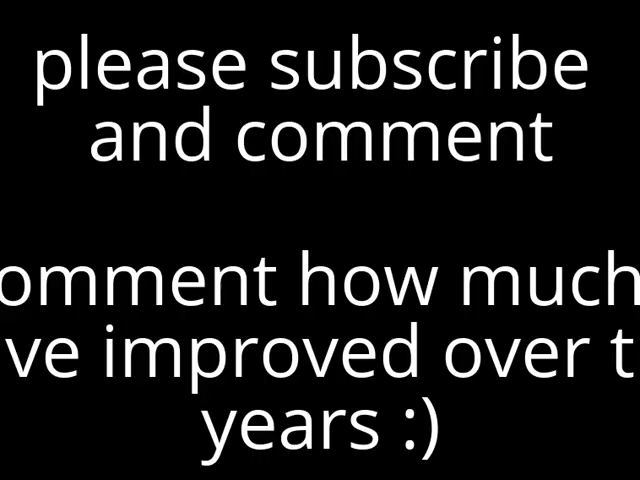 please subscribe
and comment
omment how much
ve improved over t
years :)